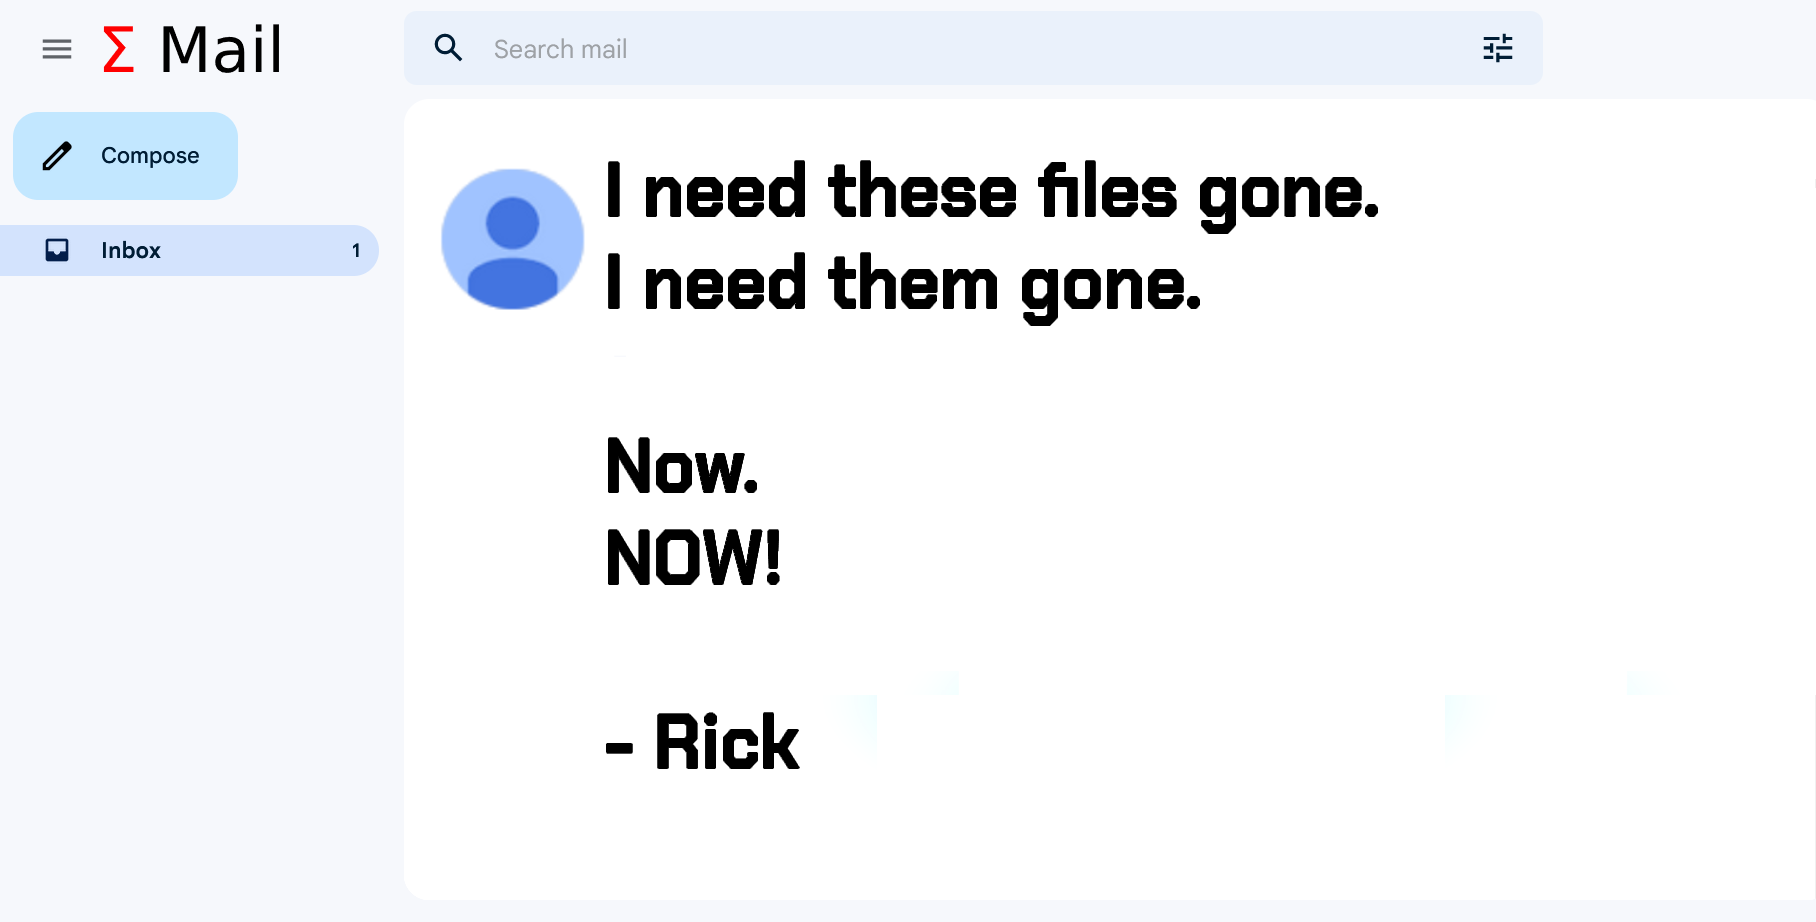 Σ Mail
Search mail
Compose
Inbox 1
I need these files gone.
I need them gone.
Now.
NOW!
- Rick